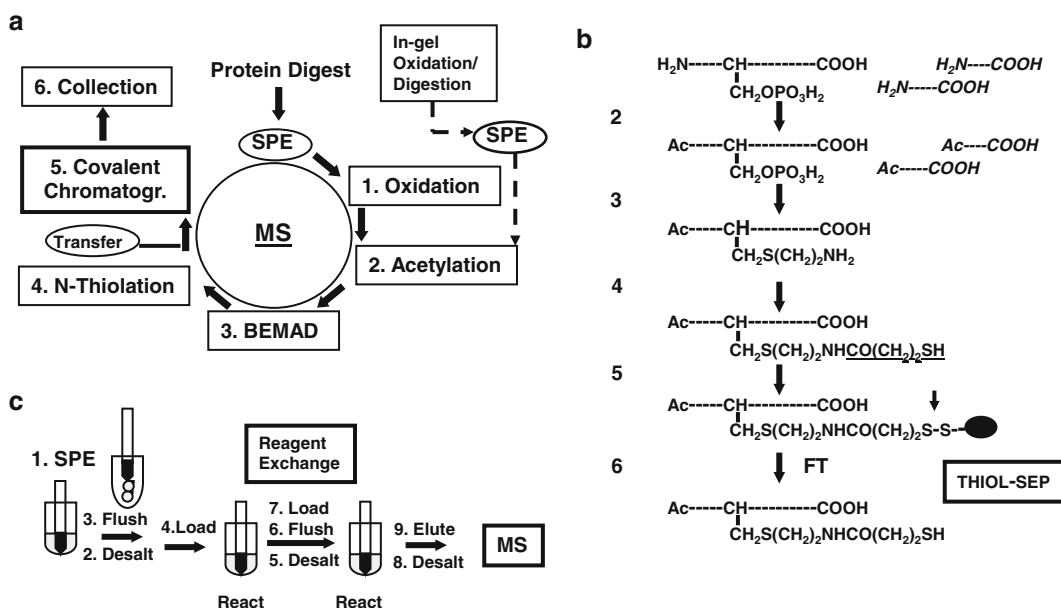 a
Protein Digest
In-gel
Oxidation/
Digestion
6. Collection
SPE
SPE
5. Covalent
Chromatogr.
1. Oxidation
MS
Transfer
2. Acetylation
4. N-Thiolation
3. BEMAD
b
H₂N-----CH------------COOH
H₂N----COOH
H₂N-----COOH
CH₂OPO₃H₂
2
Ac-----CH------------COOH
Ac----COOH
Ac-----COOH
CH₂OPO₃H₂
3
Ac-----CH------------COOH
CH₂S(CH₂)₂NH₂
4
Ac-----CH------------COOH
CH₂S(CH₂)₂NHCO(CH₂)₂SH
5
Ac-----CH------------COOH
CH₂S(CH₂)₂NHCO(CH₂)₂S-S-
6
FT
THIOL-SEP
Ac-----CH------------COOH
CH₂S(CH₂)₂NHCO(CH₂)₂SH
c
1. SPE
Reagent
Exchange
3. Flush
2. Desalt
4.Load
7. Load
6. Flush
5. Desalt
9. Elute
8. Desalt
MS
React
React